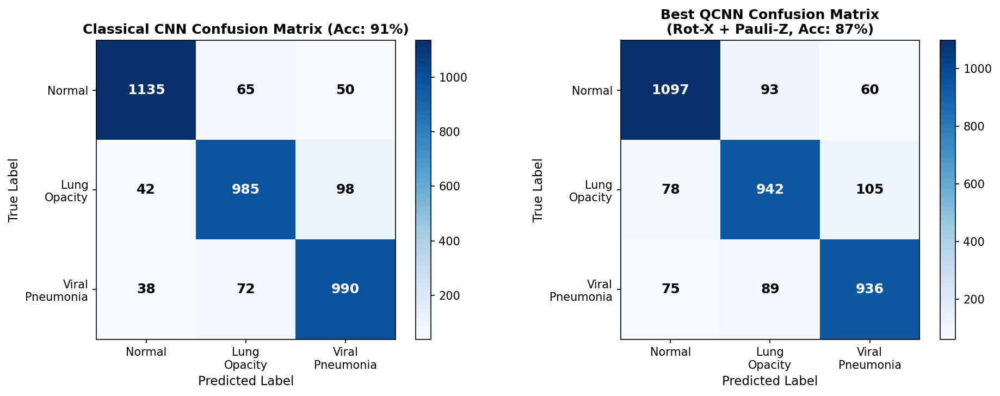 Classical CNN Confusion Matrix (Acc: 91%)
True Label
Normal
Lung
Opacity
Viral
Pneumonia
1135 65 50
42 985 98
38 72 990
Normal
Lung
Opacity
Viral
Pneumonia
Predicted Label
1000
800
600
400
200
Best QCNN Confusion Matrix
(Rot-X + Pauli-Z, Acc: 87%)
True Label
Normal
Lung
Opacity
Viral
Pneumonia
1097 93 60
78 942 105
75 89 936
Normal
Lung
Opacity
Viral
Pneumonia
Predicted Label
1000
800
600
400
200